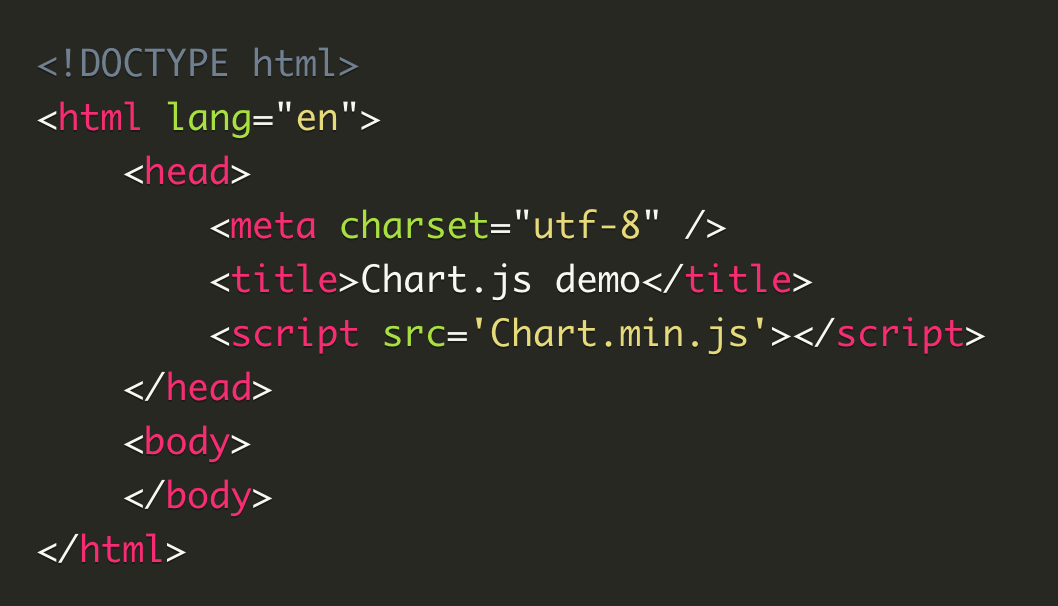 <!DOCTYPE html>
<html lang="en">
    <head>
        <meta charset="utf-8" />
        <title>Chart.js demo</title>
        <script src='Chart.min.js'></script>
    </head>
    <body>
    </body>
</html>